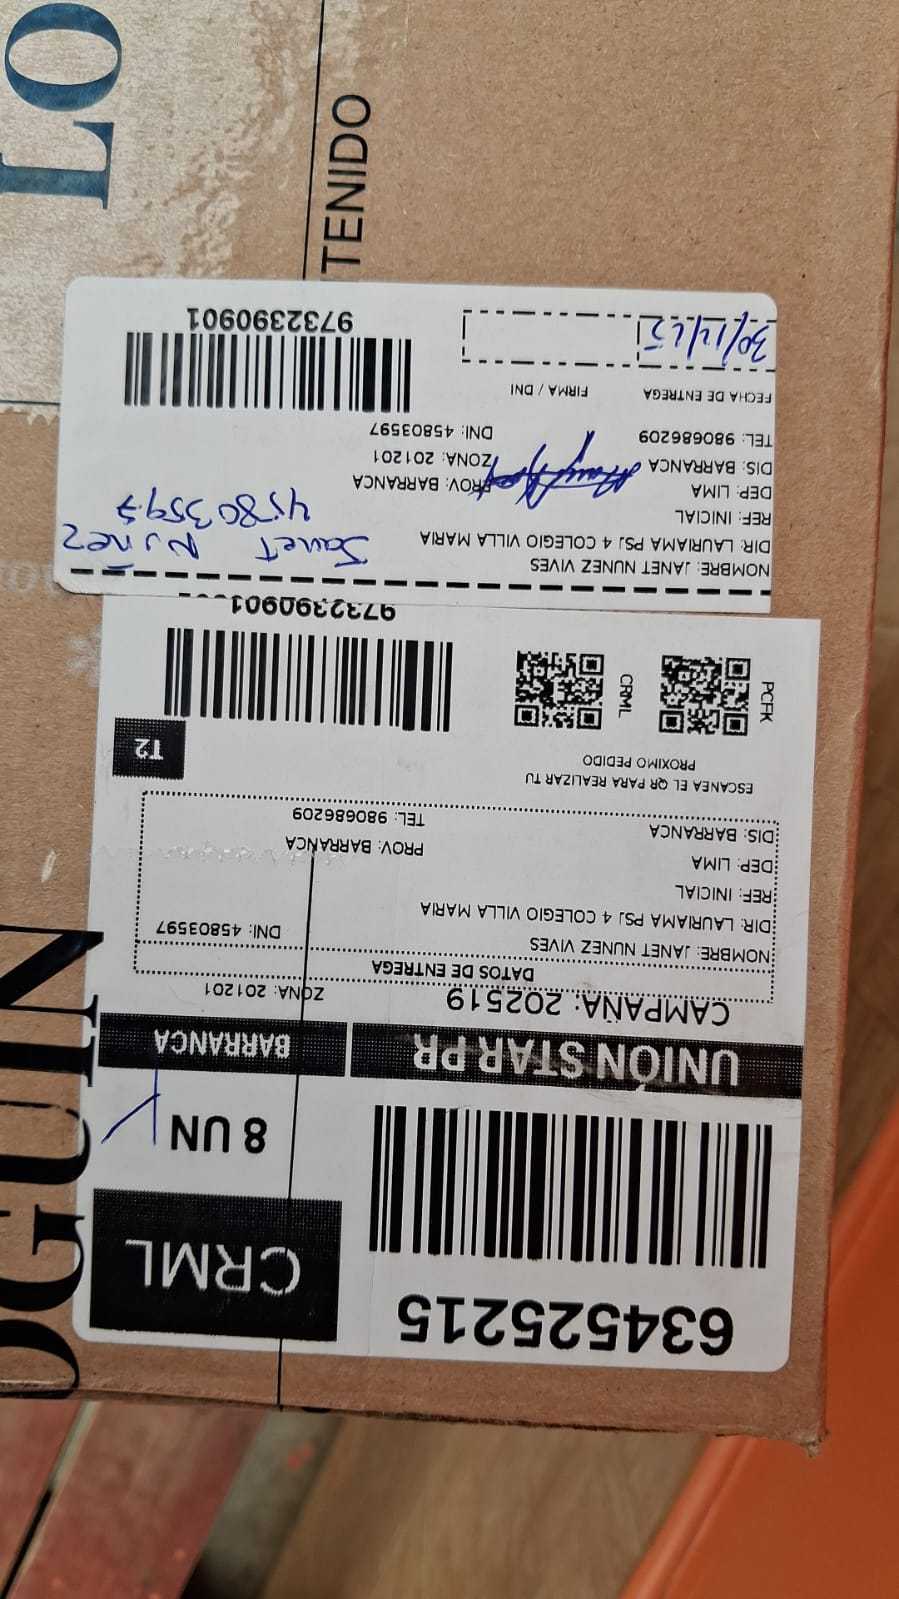 634525215
CRML
8 UN
UNIÓN STAR PR
BARRANCA
CAMPAÑA: 202519
ZONA: 201201
DATOS DE ENTREGA
NOMBRE: JANET NUNEZ VIVES
DNI: 45803597
DIR: LAURIAMA PSJ 4 COLEGIO VILLA MARIA
REF: INICIAL
DEP: LIMA
PROV: BARRANCA
DIS: BARRANCA
TEL: 980686209
ESCANEA EL QR PARA REALIZAR TU
PROXIMO PEDIDO
T2
PCFK
CRML
9732390901
NOMBRE: JANET NUNEZ VIVES
DIR: LAURIAMA PSJ 4 COLEGIO VILLA MARIA
REF: INICIAL
DEP: LIMA
PROV: BARRANCA
DIS: BARRANCA
ZONA: 201201
TEL: 980686209
DNI: 45803597
Janet Nuñez
45803597
FECHA DE ENTREGA
FIRMA / DNI
30/12/25
9732390901
TENIDO
LO
OGUIN